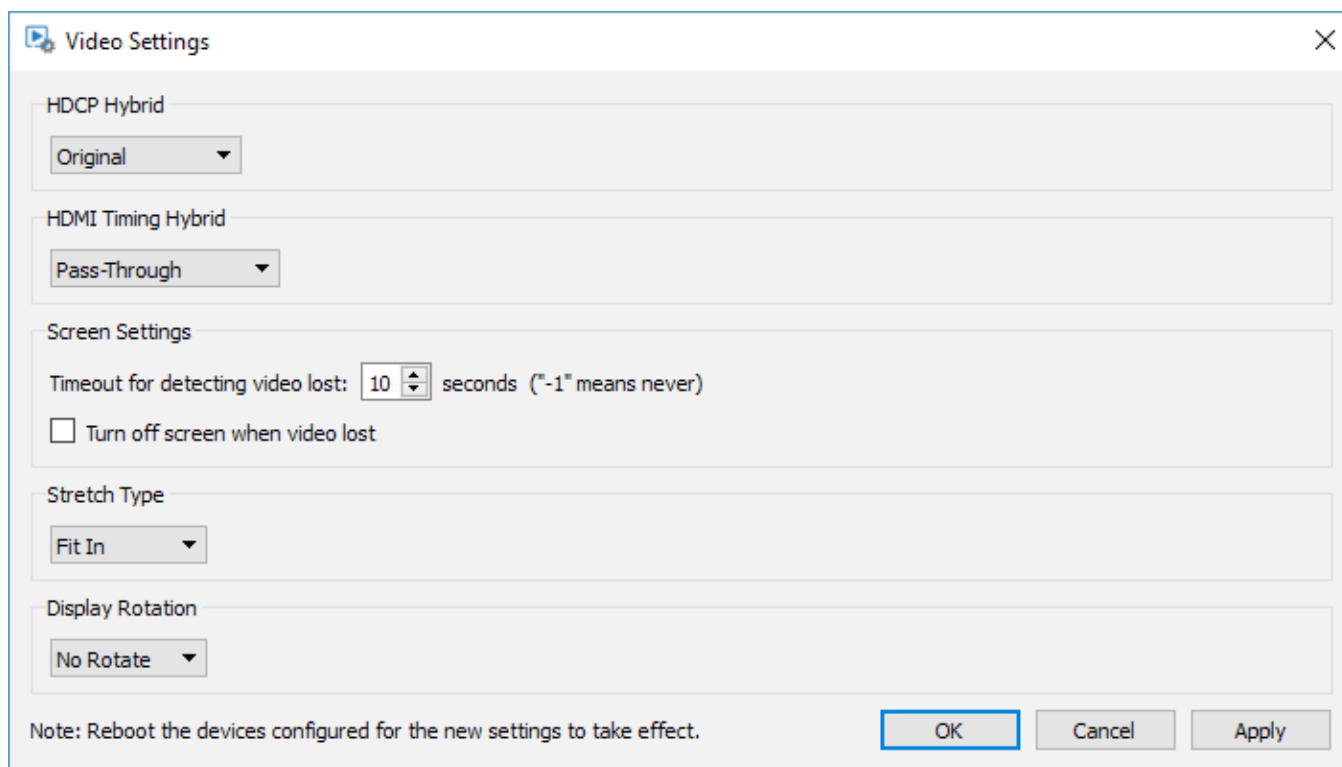 Video Settings
HDCP Hybrid
Original
HDMI Timing Hybrid
Pass-Through
Screen Settings
Timeout for detecting video lost: 10 seconds ("-1" means never)
Turn off screen when video lost
Stretch Type
Fit In
Display Rotation
No Rotate
Note: Reboot the devices configured for the new settings to take effect. OK Cancel Apply